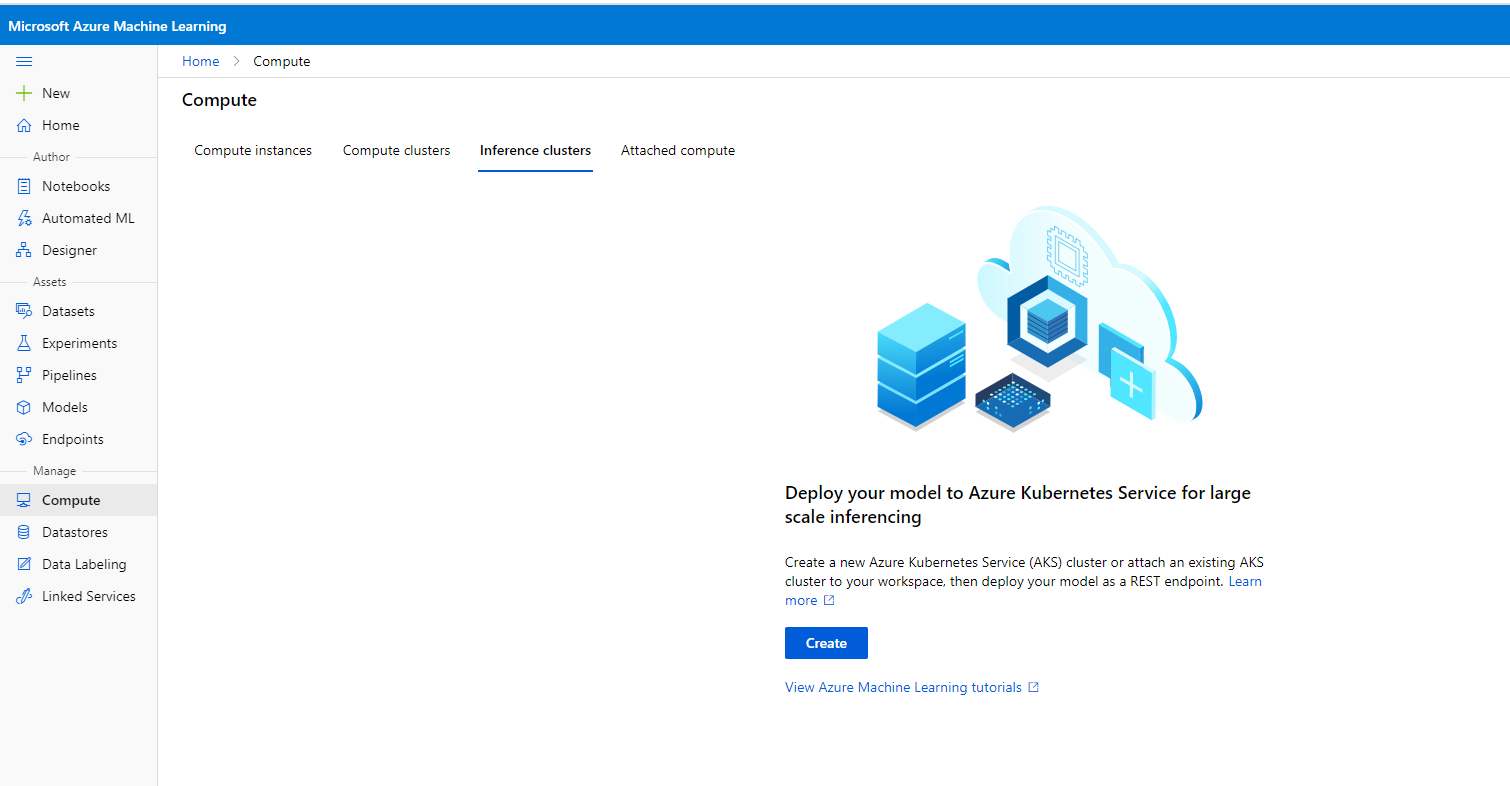 Microsoft Azure Machine Learning
Home > Compute
New
Home
Author
Notebooks
Automated ML
Designer
Assets
Datasets
Experiments
Pipelines
Models
Endpoints
Manage
Compute
Datastores
Data Labeling
Linked Services
Compute
Compute instances Compute clusters Inference clusters Attached compute
Deploy your model to Azure Kubernetes Service for large
scale inferencing
Create a new Azure Kubernetes Service (AKS) cluster or attach an existing AKS
cluster to your workspace, then deploy your model as a REST endpoint. Learn
more
Create
View Azure Machine Learning tutorials